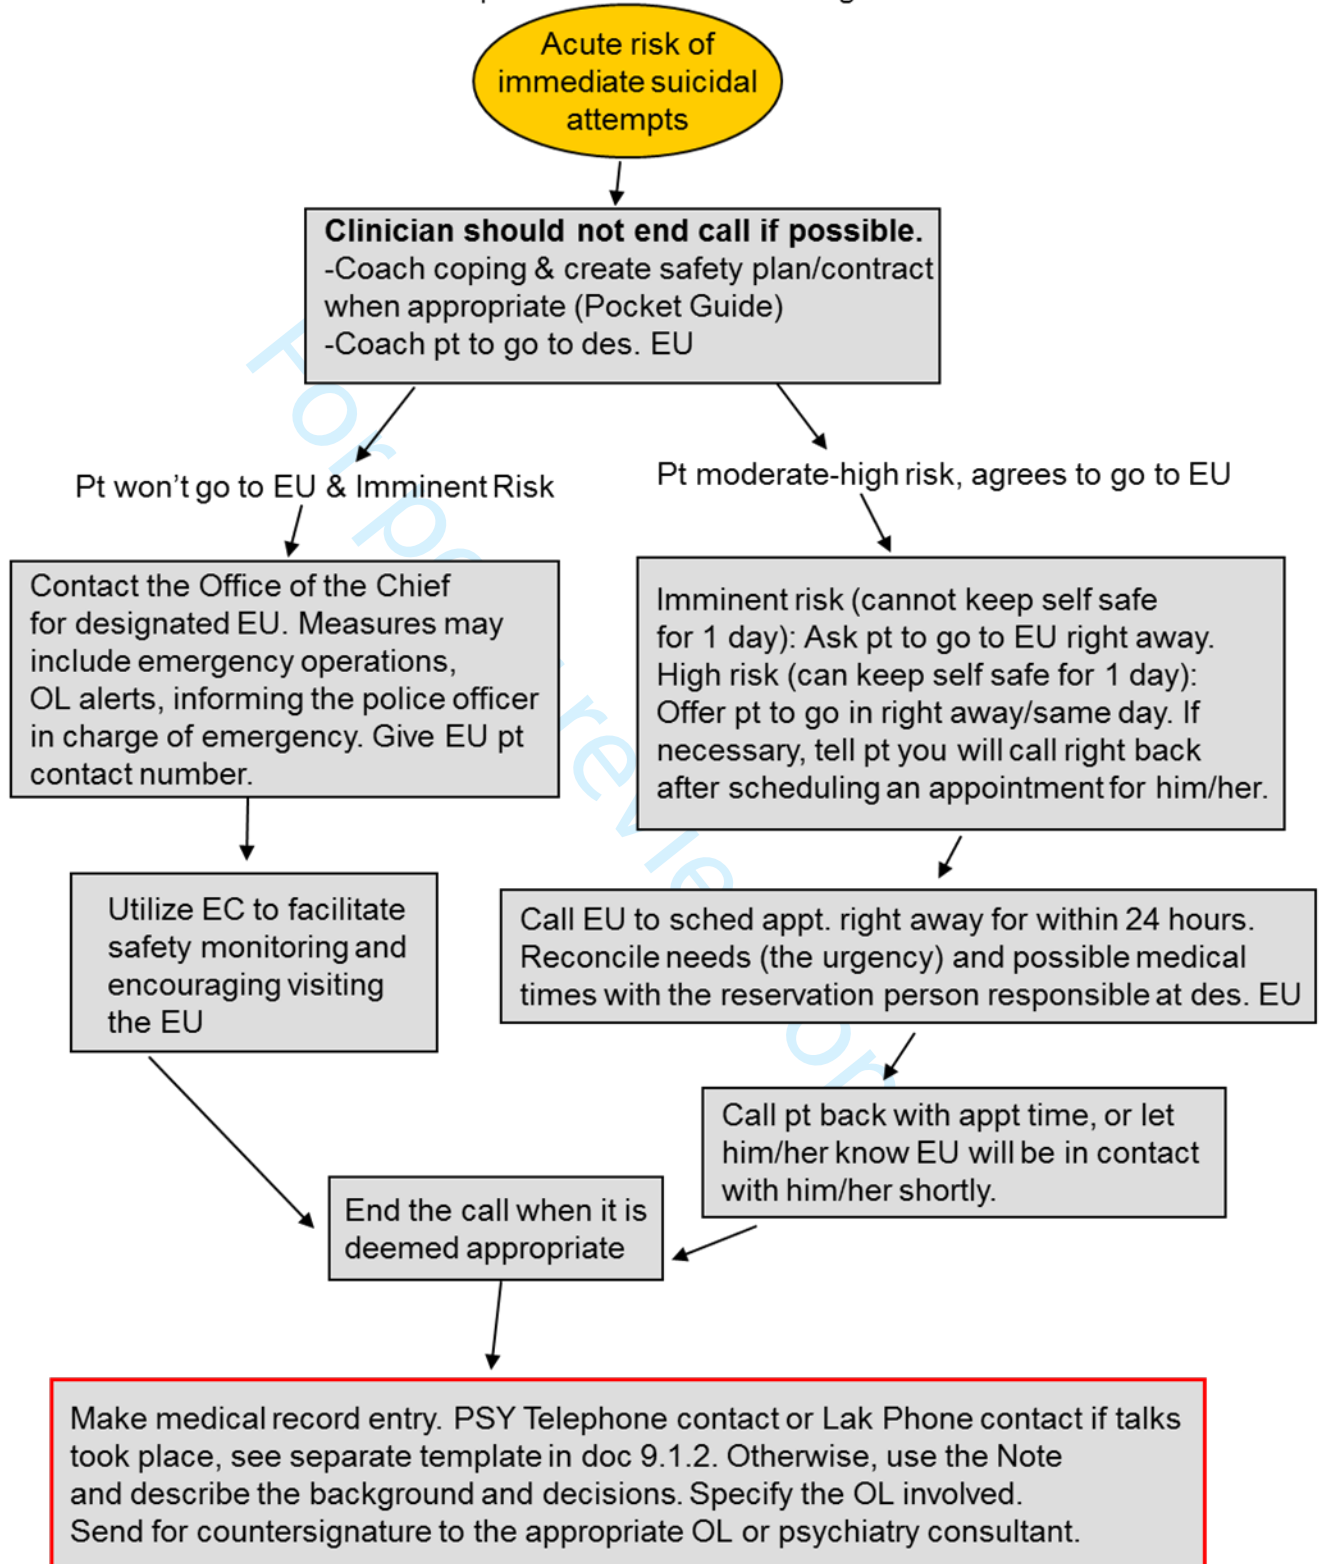 Acute risk of
immediate suicidal
attempts
Clinician should not end call if possible.
-Coach coping & create safety plan/contract
when appropriate (Pocket Guide)
-Coach pt to go to des. EU
Pt won't go to EU & Imminent Risk
Pt moderate-high risk, agrees to go to EU
Contact the Office of the Chief
for designated EU. Measures may
include emergency operations,
OL alerts, informing the police officer
in charge of emergency. Give EU pt
contact number.
Imminent risk (cannot keep self safe
for 1 day): Ask pt to go to EU right away.
High risk (can keep self safe for 1 day):
Offer pt to go in right away/same day. If
necessary, tell pt you will call right back
after scheduling an appointment for him/her.
Utilize EC to facilitate
safety monitoring and
encouraging visiting
the EU
Call EU to sched appt. right away for within 24 hours.
Reconcile needs (the urgency) and possible medical
times with the reservation person responsible at des. EU
Call pt back with appt time, or let
him/her know EU will be in contact
with him/her shortly.
End the call when it is
deemed appropriate
Make medical record entry. PSY Telephone contact or Lak Phone contact if talks
took place, see separate template in doc 9.1.2. Otherwise, use the Note
and describe the background and decisions. Specify the OL involved.
Send for countersignature to the appropriate OL or psychiatry consultant.
For